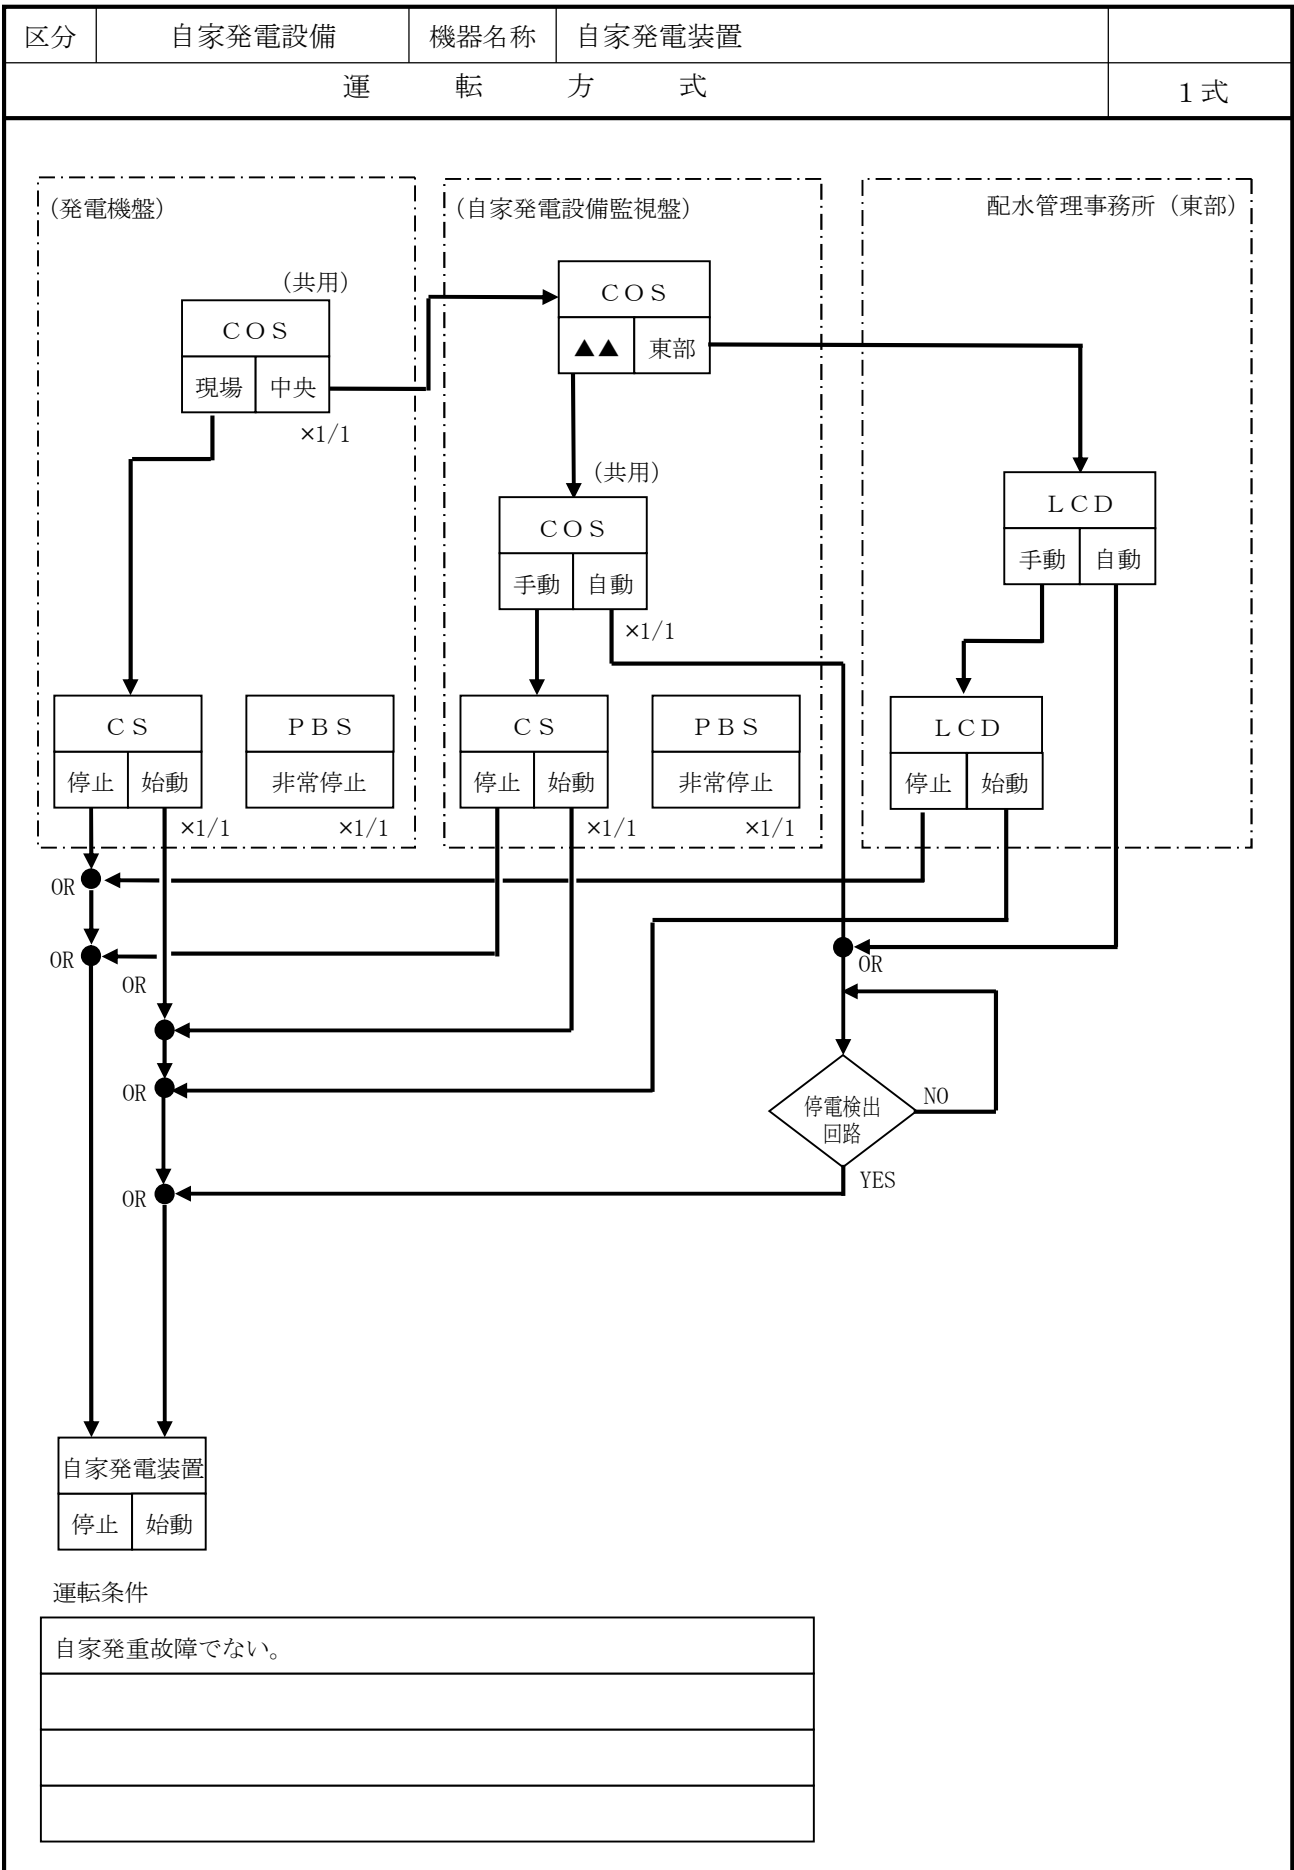 区分 自家発電設備 機器名称 自家発電装置
運 転 方 式 1式
(発電機盤) (自家発電設備監視盤) 配水管理事務所(東部)
(共用)
COS
現場 中央
×1/1
COS
▲▲ 東部
(共用)
COS
手動 自動
×1/1
LCD
手動 自動
CS
停止 始動
×1/1
PBS
非常停止
×1/1
CS
停止 始動
×1/1
PBS
非常停止
×1/1
LCD
停止 始動
OR
OR
OR
OR
OR
OR
停電検出
回路
NO
YES
自家発電装置
停止 始動
運転条件
自家発重故障でない。